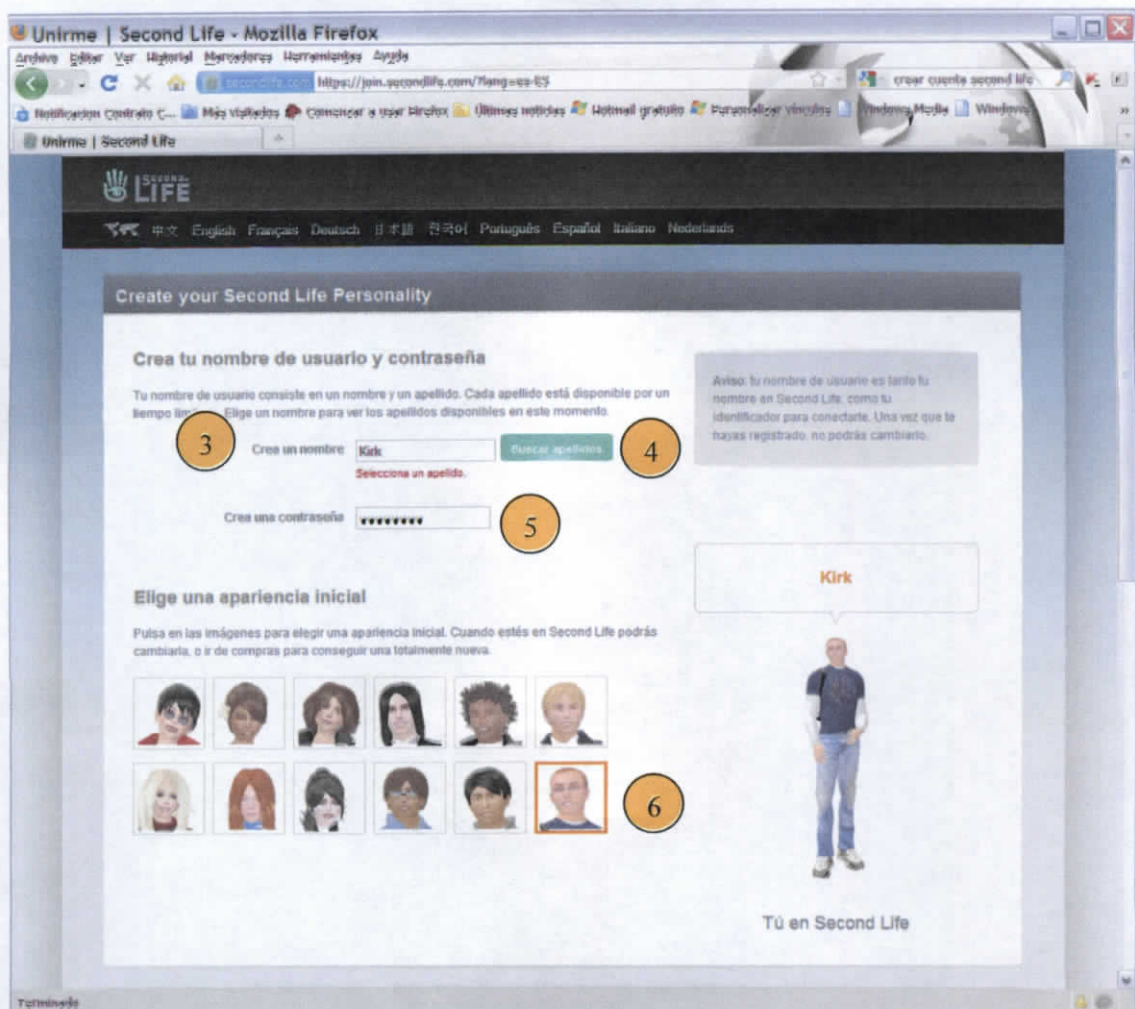 Unirme | Second Life - Mozilla Firefox
Archivo Editar Ver Historial Marcadores Herramientas Ayuda
secondlife.com https://join.secondlife.com/?lang=es-ES
crear cuenta second life
Notificacion Contrato C... Más visitados Comenzar a usar Firefox Últimas noticias Hotmail gratuito Personalizar vínculos Windows Media Windows »
Unirme | Second Life
SECOND LIFE
中文 English Français Deutsch 日本語 한국어 Português Español Italiano Nederlands
Create your Second Life Personality
Crea tu nombre de usuario y contraseña
Tu nombre de usuario consiste en un nombre y un apellido. Cada apellido está disponible por un
tiempo Elige un nombre para ver los apellidos disponibles en este momento.
3
Crea un nombre Kirk Buscar apellidos
4
Selecciona un apellido.
Crea una contraseña
5
Aviso: tu nombre de usuario es tanto tu
nombre en Second Life, como tu
identificador para conectarte. Una vez que te
hayas registrado, no podrás cambiarlo.
Elige una apariencia inicial
Pulsa en las imágenes para elegir una apariencia inicial. Cuando estés en Second Life podrás
cambiarla, o ir de compras para conseguir una totalmente nueva.
6
Kirk
Tú en Second Life
Terminado